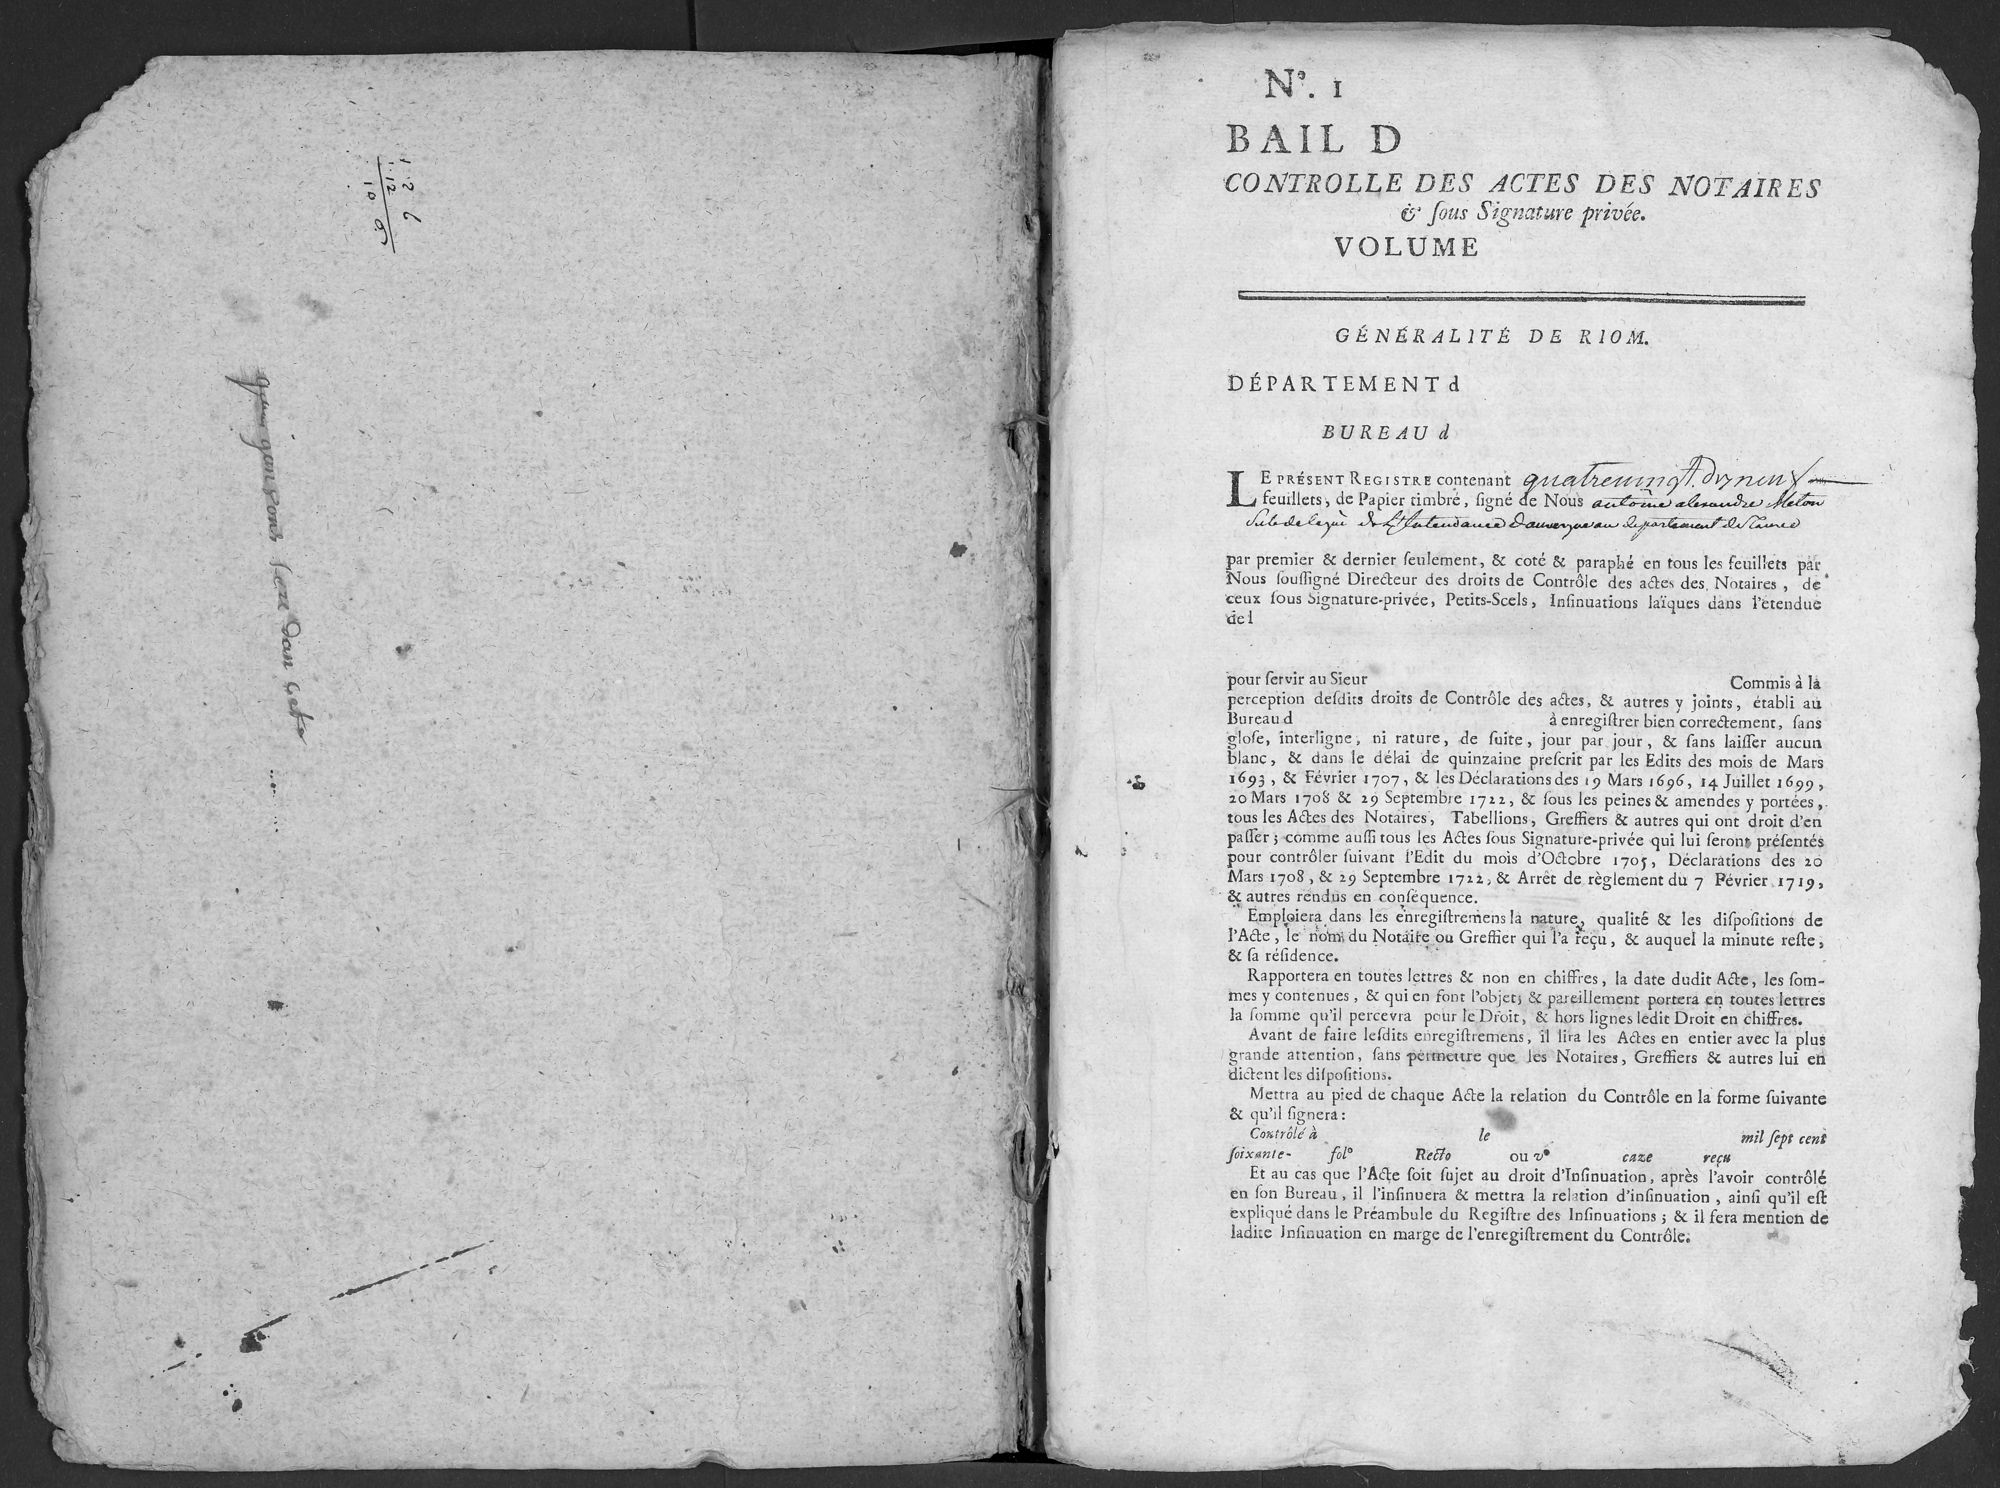 1 2 6
1 12
10 6
N°. 1
BAIL D
CONTROLLE DES ACTES DES NOTAIRES
& ſous Signature privée.
VOLUME
GÉNÉRALITÉ DE RIOM.
DÉPARTEMENT d
BUREAU d
LE PRÉSENT REGISTRE contenant quatrevingt dixneuf
feuillets, de Papier timbré, ſigné de Nous antoine alexandre
Subdelegué de L'Intendance d'auvergne au departement de
par premier & dernier ſeulement, & coté & paraphé en tous les feuillets par
Nous ſouſſigné Directeur des droits de Contrôle des actes des Notaires, de
ceux ſous Signature-privée, Petits-Scels, Inſinuations laïques dans l'étendue
de l
pour ſervir au Sieur Commis à la
perception deſdits droits de Contrôle des actes, & autres y joints, établi au
Bureau d à enregiſtrer bien correctement, ſans
gloſe, interligne, ni rature, de ſuite, jour par jour, & ſans laiſſer aucun
blanc, & dans le délai de quinzaine preſcrit par les Edits des mois de Mars
1693, & Février 1707, & les Déclarations des 19 Mars 1696, 14 Juillet 1699,
20 Mars 1708 & 29 Septembre 1722, & ſous les peines & amendes y portées,
tous les Actes des Notaires, Tabellions, Greffiers & autres qui ont droit d'en
paſſer; comme auſſi tous les Actes ſous Signature-privée qui lui ſeront préſentés
pour contrôler ſuivant l'Edit du mois d'Octobre 1705, Déclarations des 20
Mars 1708, & 29 Septembre 1722, & Arrêt de règlement du 7 Février 1719,
& autres rendus en conſéquence.
Emploiera dans les enregiſtremens la nature, qualité & les diſpoſitions de
l'Acte, le nom du Notaire ou Greffier qui l'a reçu, & auquel la minute reſte,
& ſa réſidence.
Rapportera en toutes lettres & non en chiffres, la date dudit Acte, les ſom-
mes y contenues, & qui en font l'objet; & pareillement portera en toutes lettres
la ſomme qu'il percevra pour le Droit, & hors lignes ledit Droit en chiffres.
Avant de faire leſdits enregiſtremens, il lira les Actes en entier avec la plus
grande attention, ſans permettre que les Notaires, Greffiers & autres lui en
dictent les diſpoſitions.
Mettra au pied de chaque Acte la relation du Contrôle en la forme ſuivante
& qu'il ſignera:
Contrôlé à le mil ſept cent
ſoixante- fol° Recto ou v° caze reçu
Et au cas que l'Acte ſoit ſujet au droit d'Inſinuation, après l'avoir contrôlé
en ſon Bureau, il l'inſinuera & mettra la relation d'inſinuation, ainſi qu'il eſt
expliqué dans le Préambule du Regiſtre des Inſinuations; & il fera mention de
ladite Inſinuation en marge de l'enregiſtrement du Contrôle.